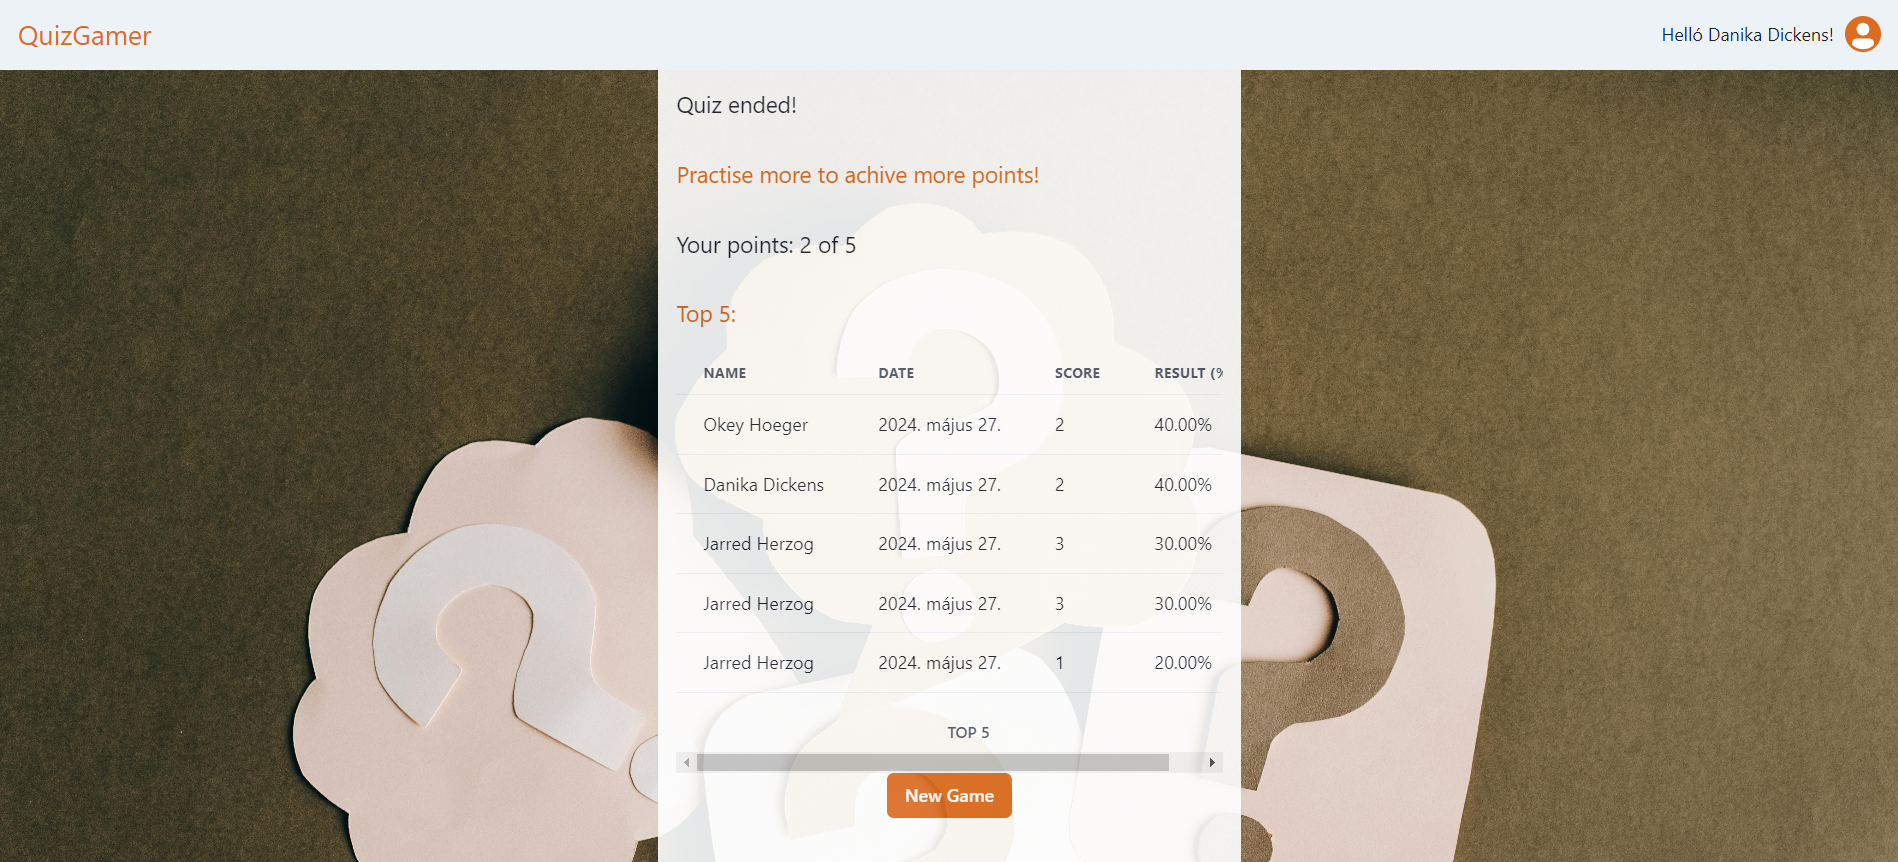 QuizGamer
Helló Danika Dickens!
Quiz ended!
Practise more to achive more points!
Your points: 2 of 5
Top 5:
NAME DATE SCORE RESULT (%
Okey Hoeger 2024. május 27. 2 40.00%
Danika Dickens 2024. május 27. 2 40.00%
Jarred Herzog 2024. május 27. 3 30.00%
Jarred Herzog 2024. május 27. 3 30.00%
Jarred Herzog 2024. május 27. 1 20.00%
TOP 5
New Game